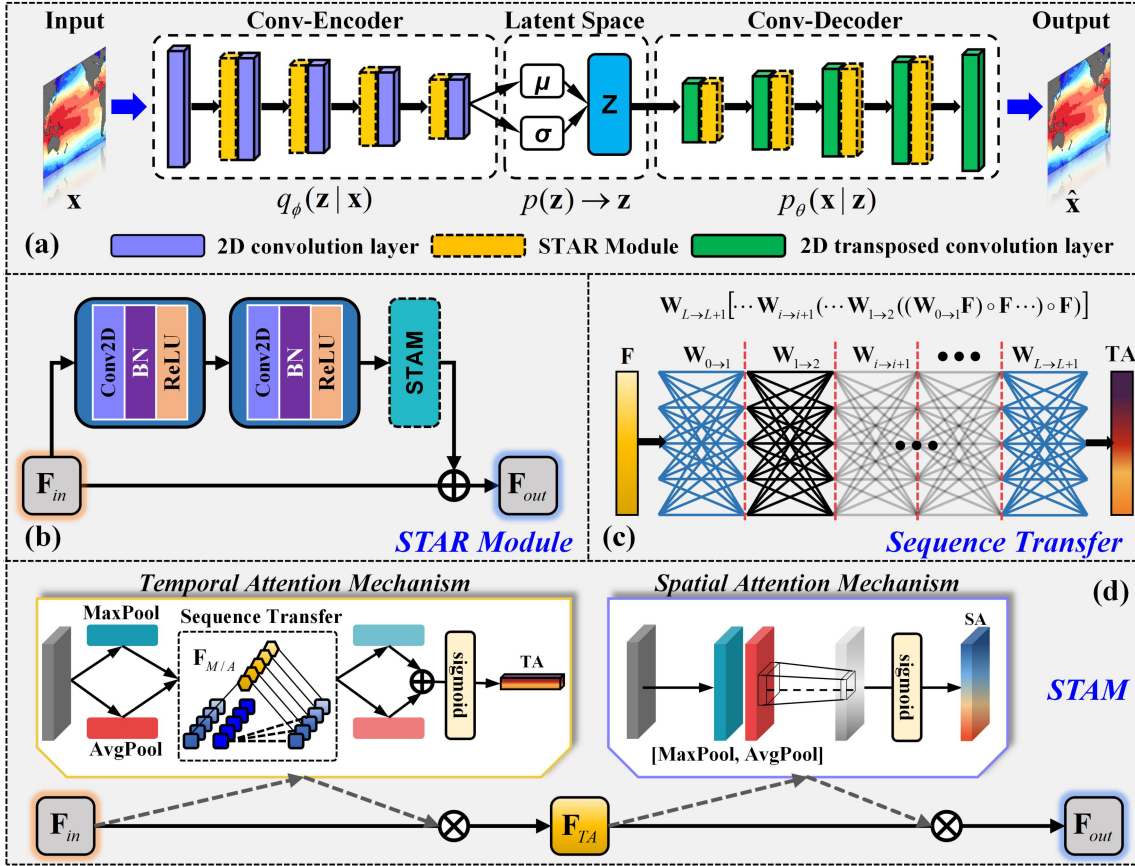 Input
Conv-Encoder
Latent Space
Conv-Decoder
Output
μ
σ
Z
x
q_ϕ(z | x)
p(z) → z
p_θ(x | z)
x̂
(a)
2D convolution layer
STAR Module
2D transposed convolution layer
Conv2D
BN
ReLU
Conv2D
BN
ReLU
STAM
F_in
F_out
(b)
STAR Module
W_{L→L+1}[⋯W_{i→i+1}(⋯W_{1→2}((W_{0→1}F)∘F⋯)∘F)]
F
W_{0→1}
W_{1→2}
W_{i→i+1}
W_{L→L+1}
TA
(c)
Sequence Transfer
Temporal Attention Mechanism
MaxPool
Sequence Transfer
F_{M/A}
AvgPool
sigmoid
TA
Spatial Attention Mechanism
[MaxPool, AvgPool]
sigmoid
SA
(d)
STAM
F_in
F_TA
F_out